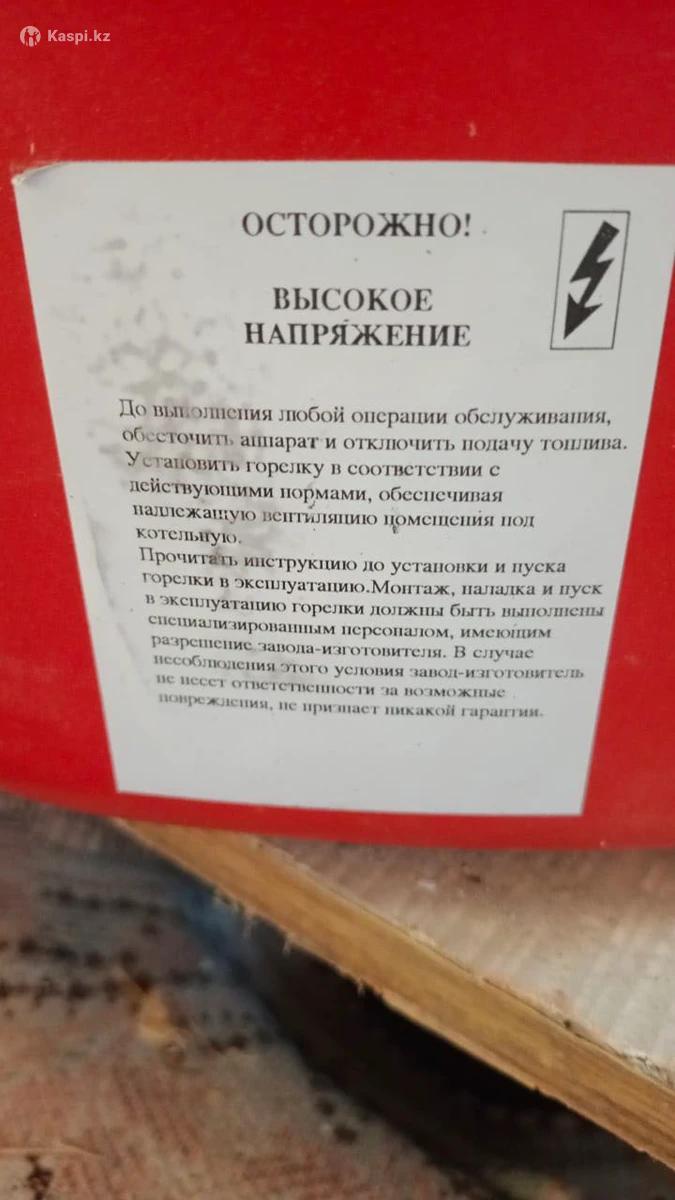 Kaspi.kz
ОСТОРОЖНО!
ВЫСОКОЕ
НАПРЯЖЕНИЕ
До выполнения любой операции обслуживания,
обесточить аппарат и отключить подачу топлива.
Установить горелку в соответствии с
действующими нормами, обеспечивая
надлежащую вентиляцию помещения под
котельную.
Прочитать инструкцию до установки и пуска
горелки в эксплуатацию.Монтаж, наладка и пуск
в эксплуатацию горелки должны быть выполнены
специализированным персоналом, имеющим
разрешение завода-изготовителя. В случае
несоблюдения этого условия завод-изготовитель
не несет ответственности за возможные
повреждения, не признает никакой гарантии.